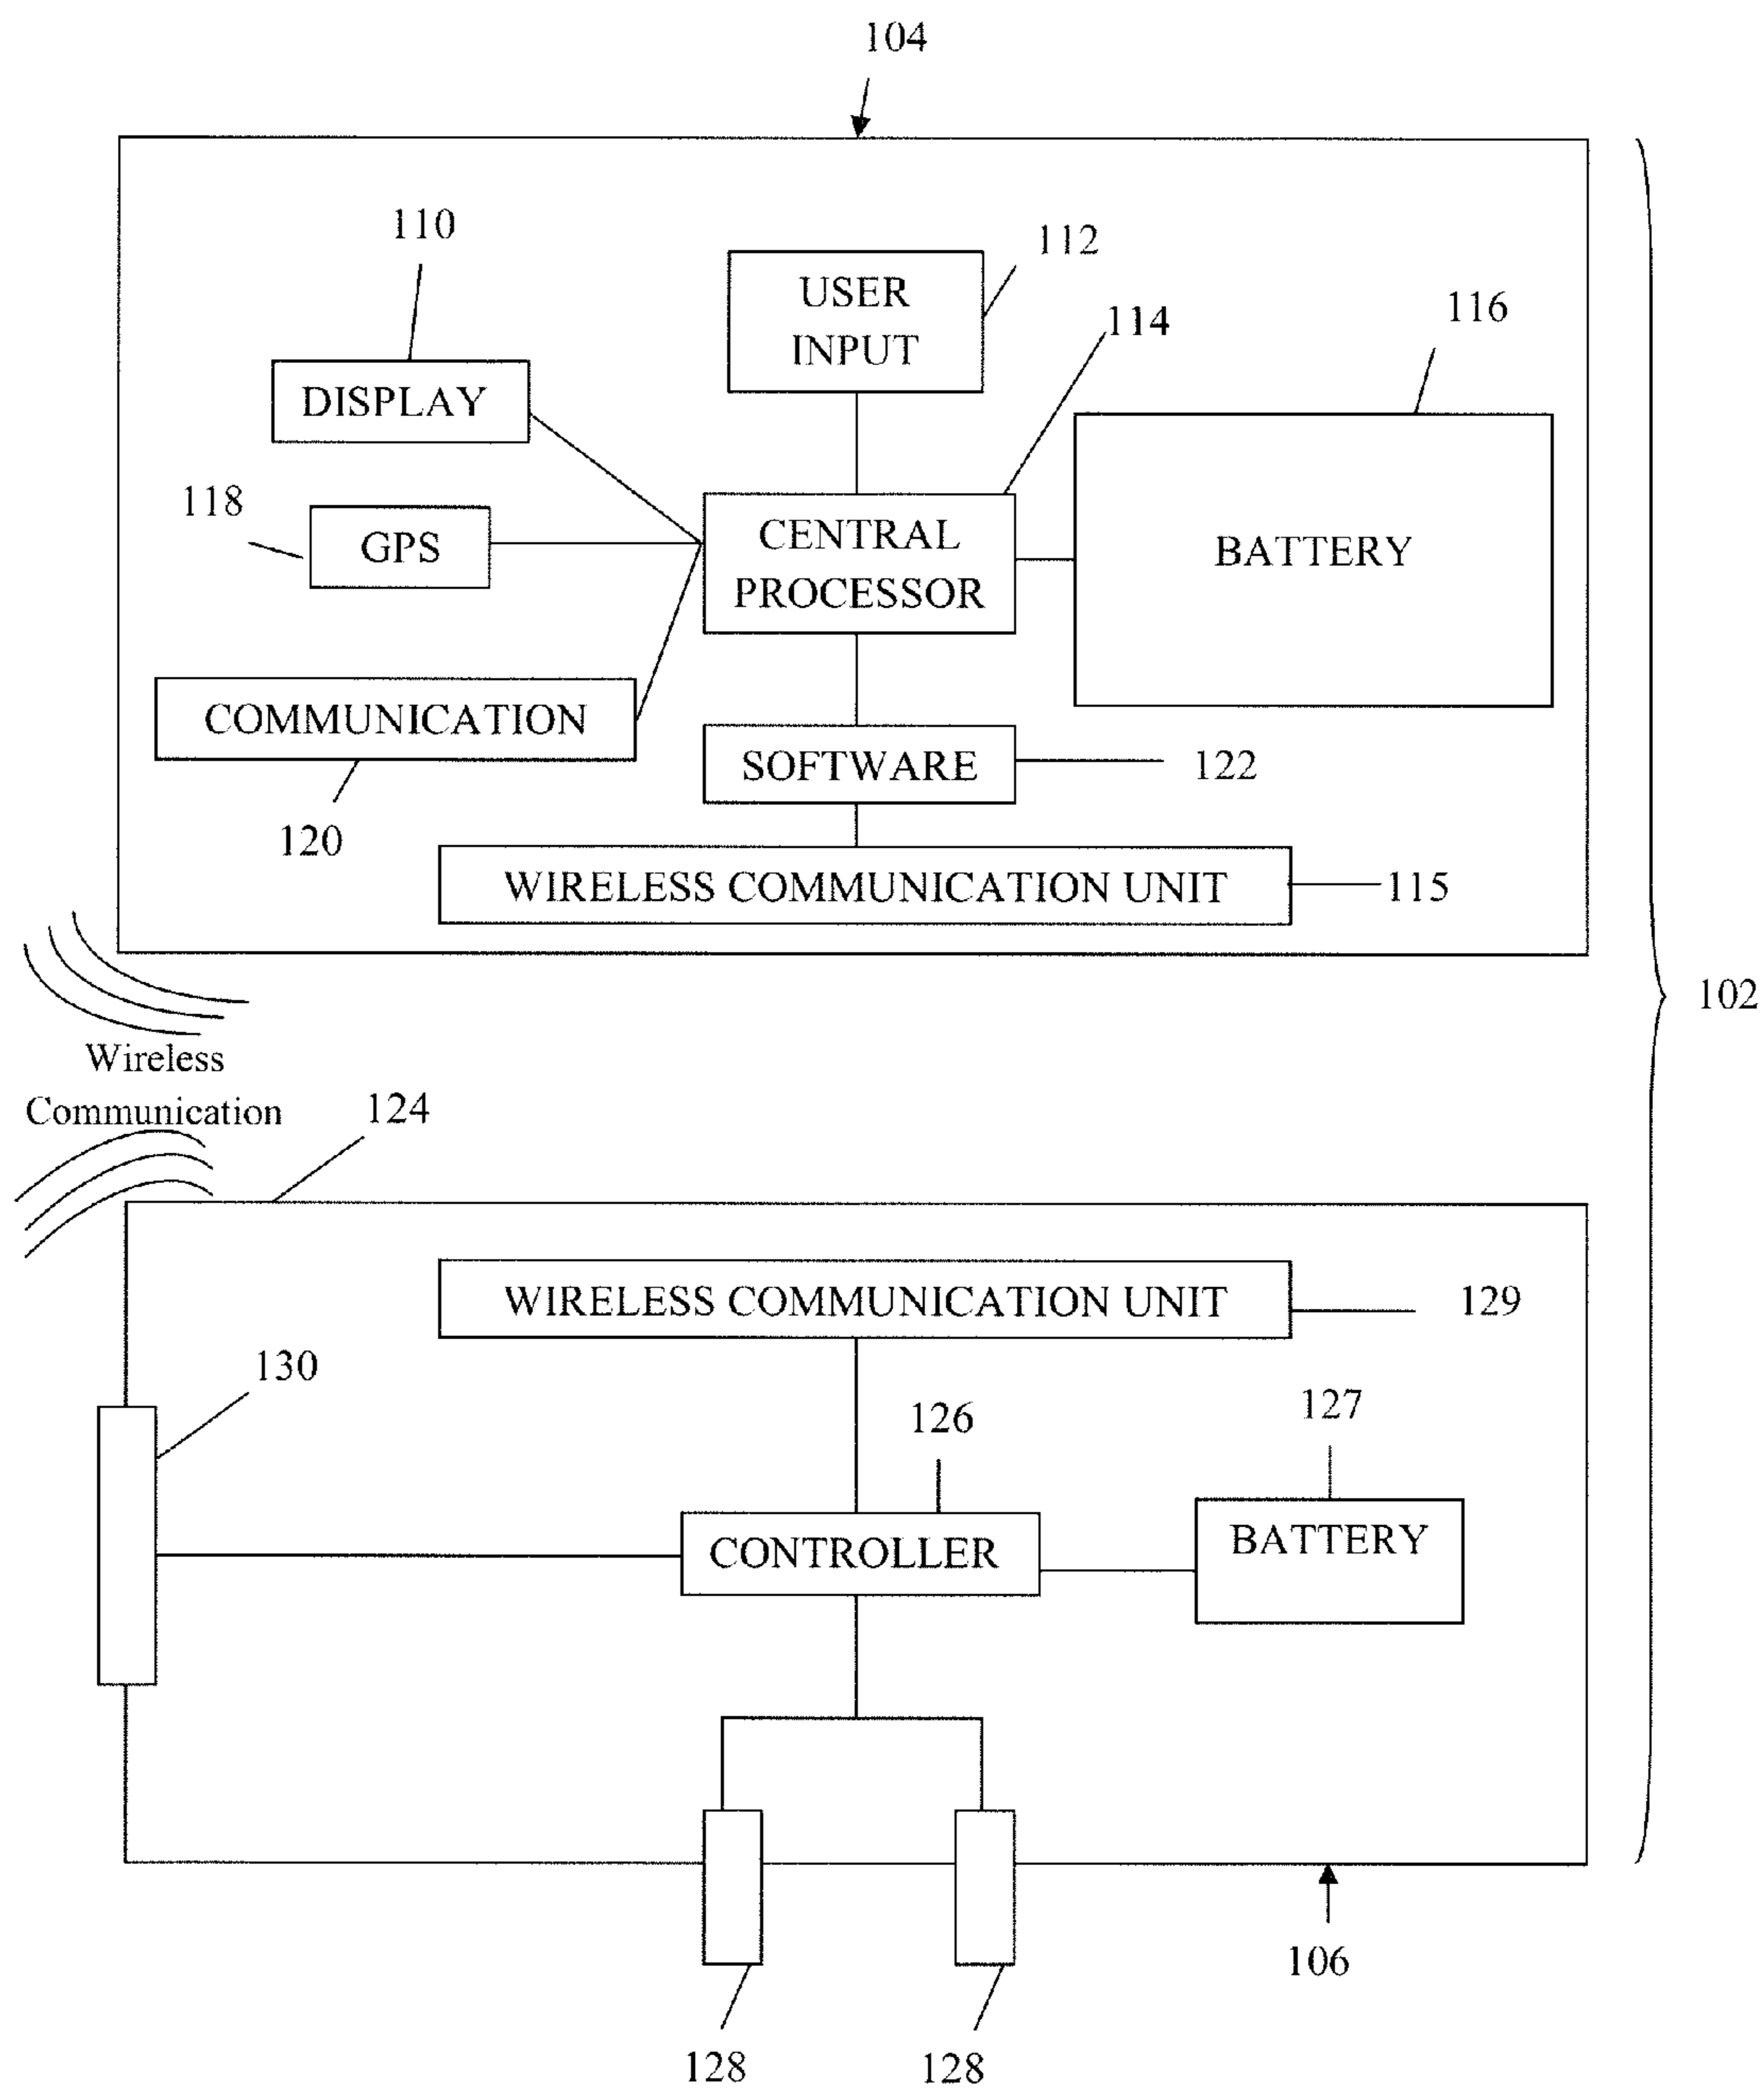 104
110
112
USER
INPUT
114
116
DISPLAY
118
GPS
CENTRAL
PROCESSOR
BATTERY
COMMUNICATION
120
SOFTWARE
122
WIRELESS COMMUNICATION UNIT
115
102
Wireless
Communication
124
WIRELESS COMMUNICATION UNIT
129
130
126
127
CONTROLLER
BATTERY
106
128
128